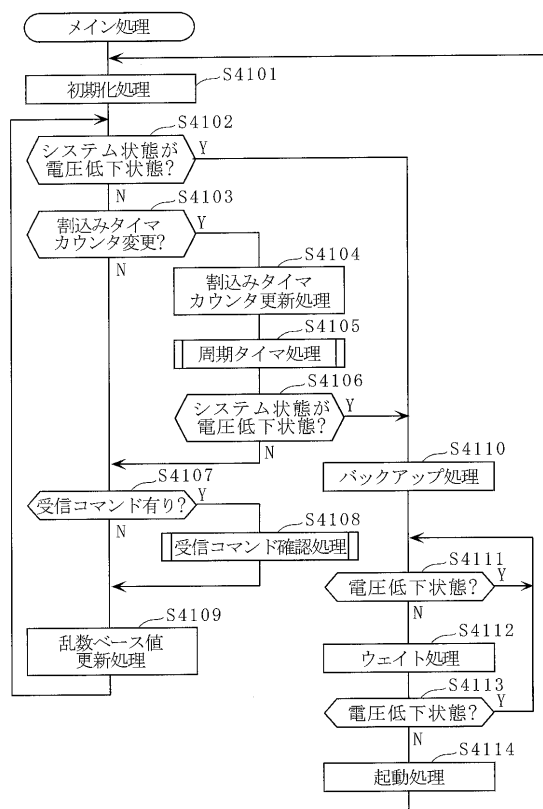 メイン処理
S4101
初期化処理
S4102
システム状態が
電圧低下状態?
Y
N
S4103
割込みタイマ
カウンタ変更?
Y
N
S4104
割込みタイマ
カウンタ更新処理
S4105
周期タイマ処理
S4106
システム状態が
電圧低下状態?
Y
N
S4107
受信コマンド有り?
Y
N
S4108
受信コマンド確認処理
S4109
乱数ベース値
更新処理
S4110
バックアップ処理
S4111
電圧低下状態?
Y
N
S4112
ウェイト処理
S4113
電圧低下状態?
Y
N
S4114
起動処理